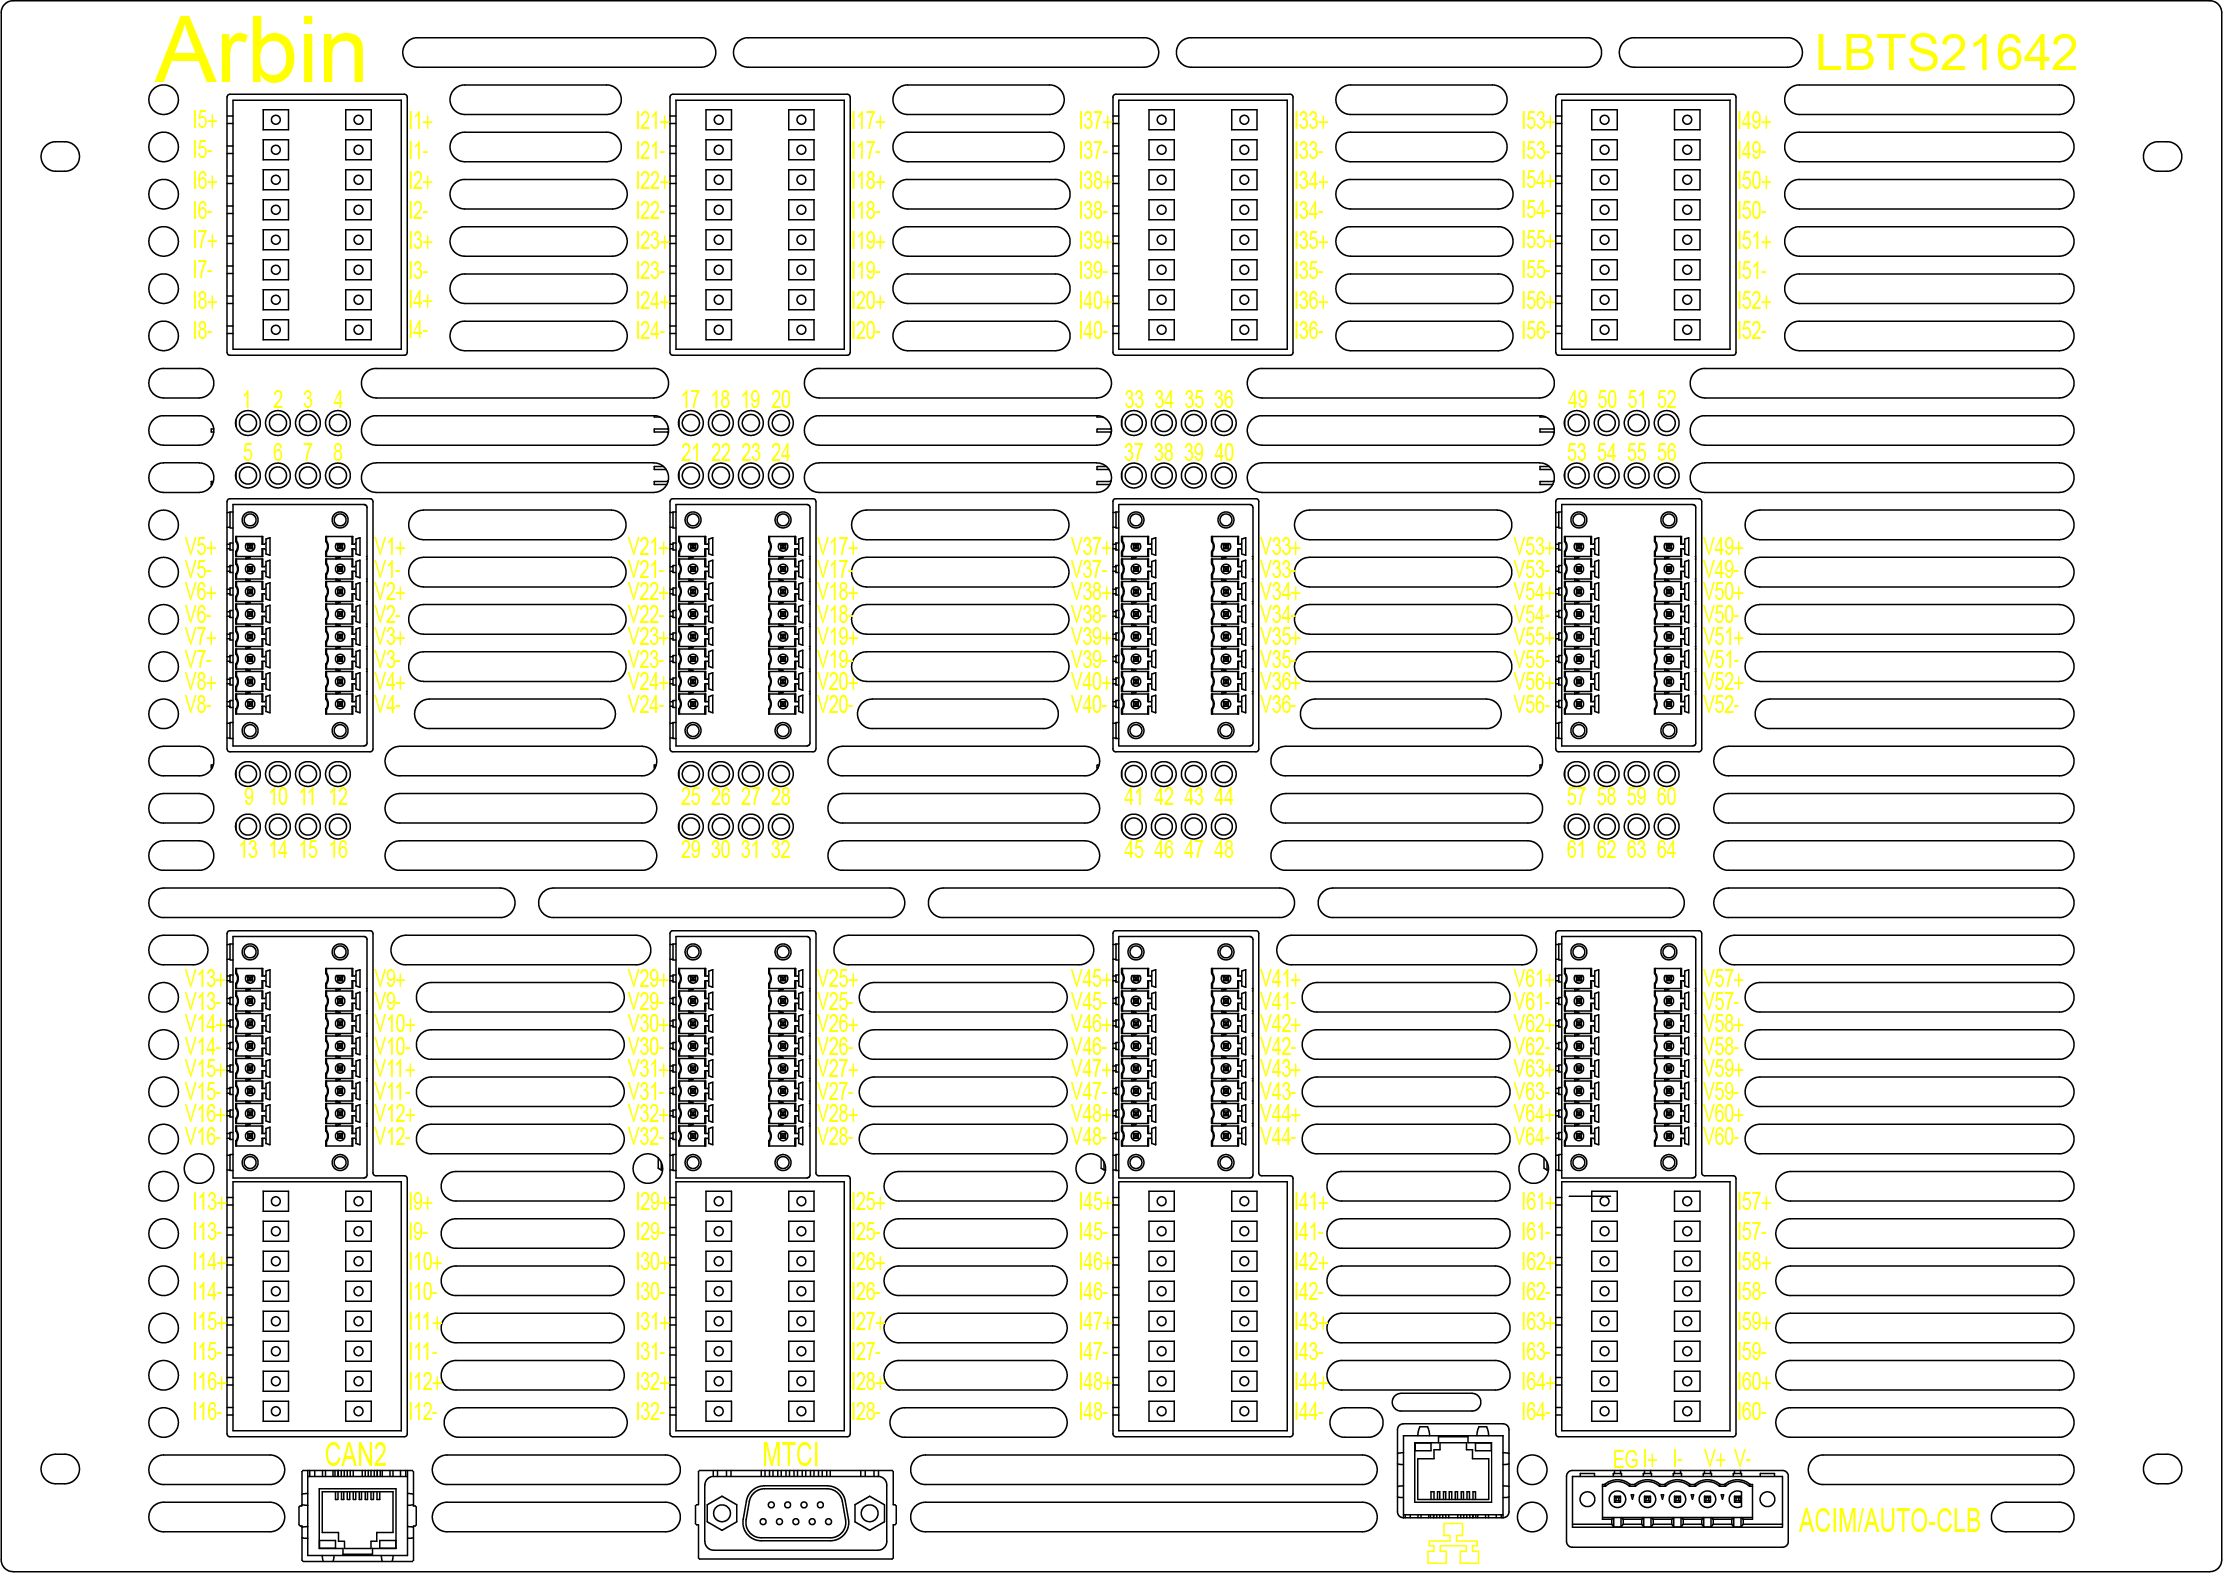 Arbin LBTS21642
I5+ I1+ I21+ I17+ I37+ I33+ I53+ I49+
I5- I1- I21- I17- I37- I33- I53- I49-
I6+ I2+ I22+ I18+ I38+ I34+ I54+ I50+
I6- I2- I22- I18- I38- I34- I54- I50-
I7+ I3+ I23+ I19+ I39+ I35+ I55+ I51+
I7- I3- I23- I19- I39- I35- I55- I51-
I8+ I4+ I24+ I20+ I40+ I36+ I56+ I52+
I8- I4- I24- I20- I40- I36- I56- I52-
1 2 3 4 17 18 19 20 33 34 35 36 49 50 51 52
5 6 7 8 21 22 23 24 37 38 39 40 53 54 55 56
V5+ V1+ V21+ V17+ V37+ V33+ V53+ V49+
V5- V1- V21- V17- V37- V33- V53- V49-
V6+ V2+ V22+ V18+ V38+ V34+ V54+ V50+
V6- V2- V22- V18- V38- V34- V54- V50-
V7+ V3+ V23+ V19+ V39+ V35+ V55+ V51+
V7- V3- V23- V19- V39- V35- V55- V51-
V8+ V4+ V24+ V20+ V40+ V36+ V56+ V52+
V8- V4- V24- V20- V40- V36- V56- V52-
9 10 11 12 25 26 27 28 41 42 43 44 57 58 59 60
13 14 15 16 29 30 31 32 45 46 47 48 61 62 63 64
V13+ V9+ V29+ V25+ V45+ V41+ V61+ V57+
V13- V9- V29- V25- V45- V41- V61- V57-
V14+ V10+ V30+ V26+ V46+ V42+ V62+ V58+
V14- V10- V30- V26- V46- V42- V62- V58-
V15+ V11+ V31+ V27+ V47+ V43+ V63+ V59+
V15- V11- V31- V27- V47- V43- V63- V59-
V16+ V12+ V32+ V28+ V48+ V44+ V64+ V60+
V16- V12- V32- V28- V48- V44- V64- V60-
I13+ I9+ I29+ I25+ I45+ I41+ I61+ I57+
I13- I9- I29- I25- I45- I41- I61- I57-
I14+ I10+ I30+ I26+ I46+ I42+ I62+ I58+
I14- I10- I30- I26- I46- I42- I62- I58-
I15+ I11+ I31+ I27+ I47+ I43+ I63+ I59+
I15- I11- I31- I27- I47- I43- I63- I59-
I16+ I12+ I32+ I28+ I48+ I44+ I64+ I60+
I16- I12- I32- I28- I48- I44- I64- I60-
CAN2 MTCI EG I+ I- V+ V-
ACIM/AUTO-CLB